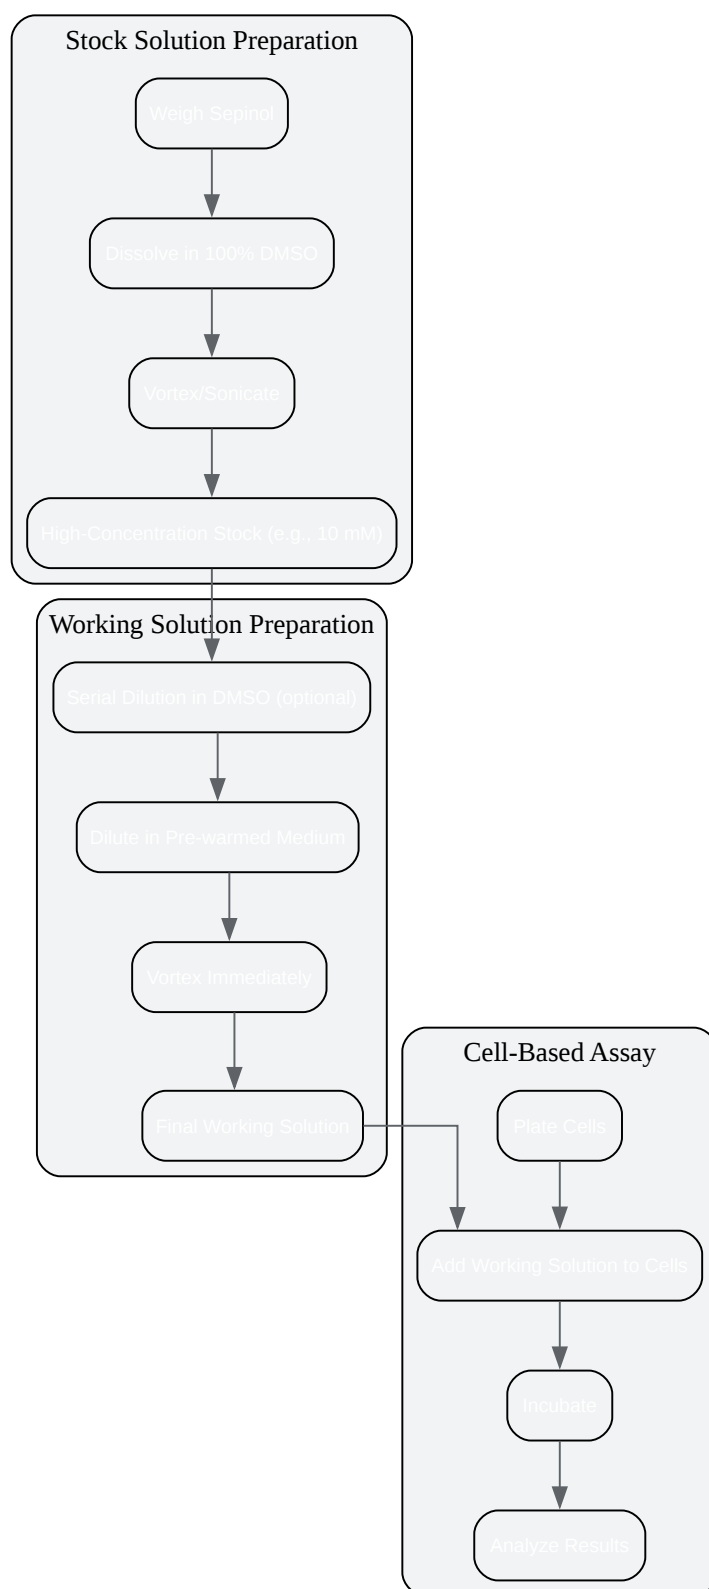 Stock Solution Preparation
Weigh Sepinol
Dissolve in 100% DMSO
Vortex/Sonicate
High-Concentration Stock (e.g., 10 mM)
Working Solution Preparation
Serial Dilution in DMSO (optional)
Dilute in Pre-warmed Medium
Vortex Immediately
Final Working Solution
Cell-Based Assay
Plate Cells
Add Working Solution to Cells
Incubate
Analyze Results